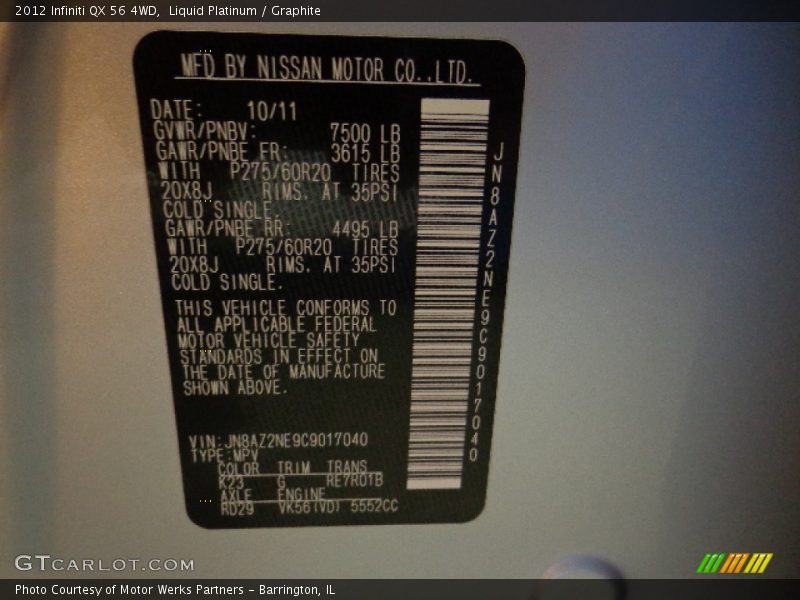 2012 Infiniti QX 56 4WD, Liquid Platinum / Graphite
MFD BY NISSAN MOTOR CO.,LTD.
DATE: 10/11
GVWR/PNBV: 7500 LB
GAWR/PNBE FR: 3615 LB
WITH P275/60R20 TIRES
20X8J RIMS. AT 35PSI
COLD SINGLE.
GAWR/PNBE RR: 4495 LB
WITH P275/60R20 TIRES
20X8J RIMS. AT 35PSI
COLD SINGLE.
THIS VEHICLE CONFORMS TO
ALL APPLICABLE FEDERAL
MOTOR VEHICLE SAFETY
STANDARDS IN EFFECT ON
THE DATE OF MANUFACTURE
SHOWN ABOVE.
VIN:JN8AZ2NE9C9017040
TYPE:MPV
COLOR TRIM TRANS
K23 G RE7R01B
AXLE ENGINE
RD29 VK56(VD) 5552CC
JN8AZ2NE9C9017040
GTCARLOT.COM
Photo Courtesy of Motor Werks Partners - Barrington, IL